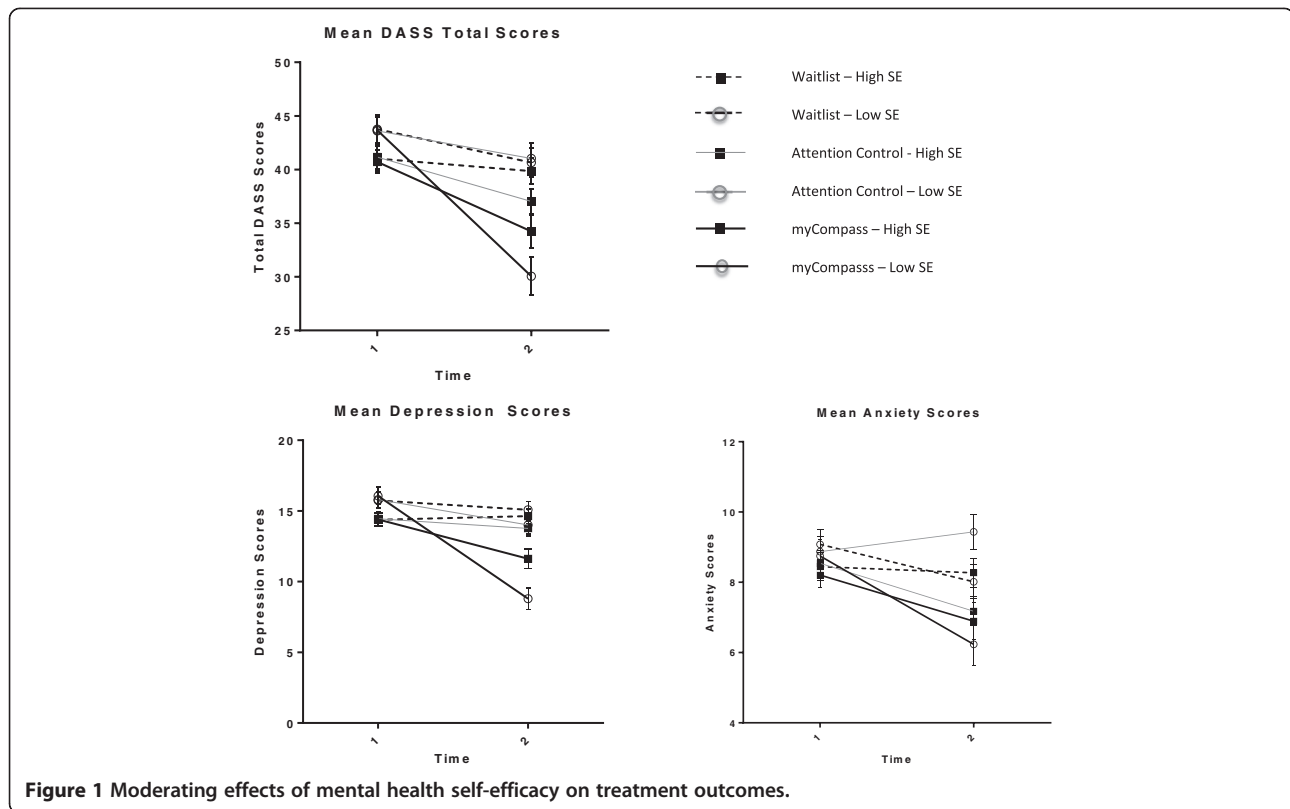 Mean DASS Total Scores
50
45
40
35
30
25
Total DASS Scores
1
2
Time
Waitlist – High SE
Waitlist – Low SE
Attention Control - High SE
Attention Control – Low SE
myCompass – High SE
myCompasss – Low SE
Mean Depression Scores
20
15
10
5
0
Depression Scores
1
2
Time
Mean Anxiety Scores
12
10
8
6
4
Anxiety Scores
1
2
Time
Figure 1 Moderating effects of mental health self-efficacy on treatment outcomes.